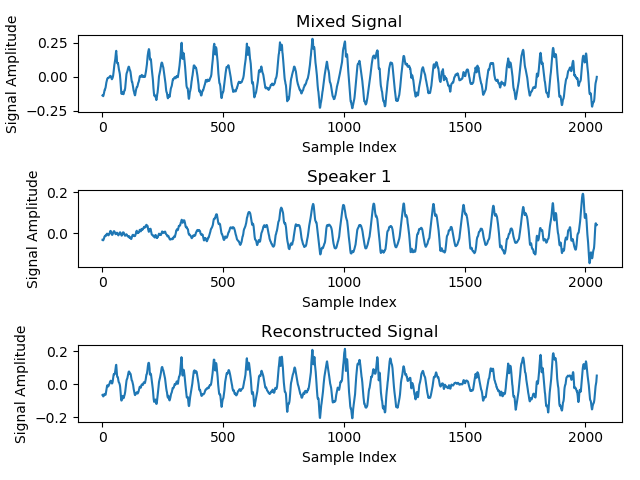 Mixed Signal
Signal Amplitude
0.25
0.00
−0.25
0 500 1000 1500 2000
Sample Index
Speaker 1
Signal Amplitude
0.2
0.0
0 500 1000 1500 2000
Sample Index
Reconstructed Signal
Signal Amplitude
0.2
0.0
−0.2
0 500 1000 1500 2000
Sample Index